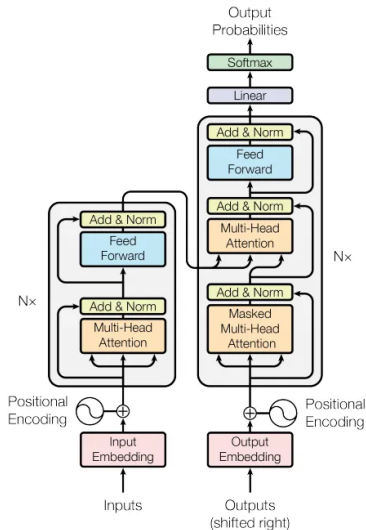 Output
Probabilities
Softmax
Linear
Add & Norm
Feed
Forward
Add & Norm
Multi-Head
Attention
Add & Norm
Masked
Multi-Head
Attention
N×
Add & Norm
Feed
Forward
Add & Norm
Multi-Head
Attention
N×
Positional
Encoding
Positional
Encoding
Input
Embedding
Output
Embedding
Inputs
Outputs
(shifted right)